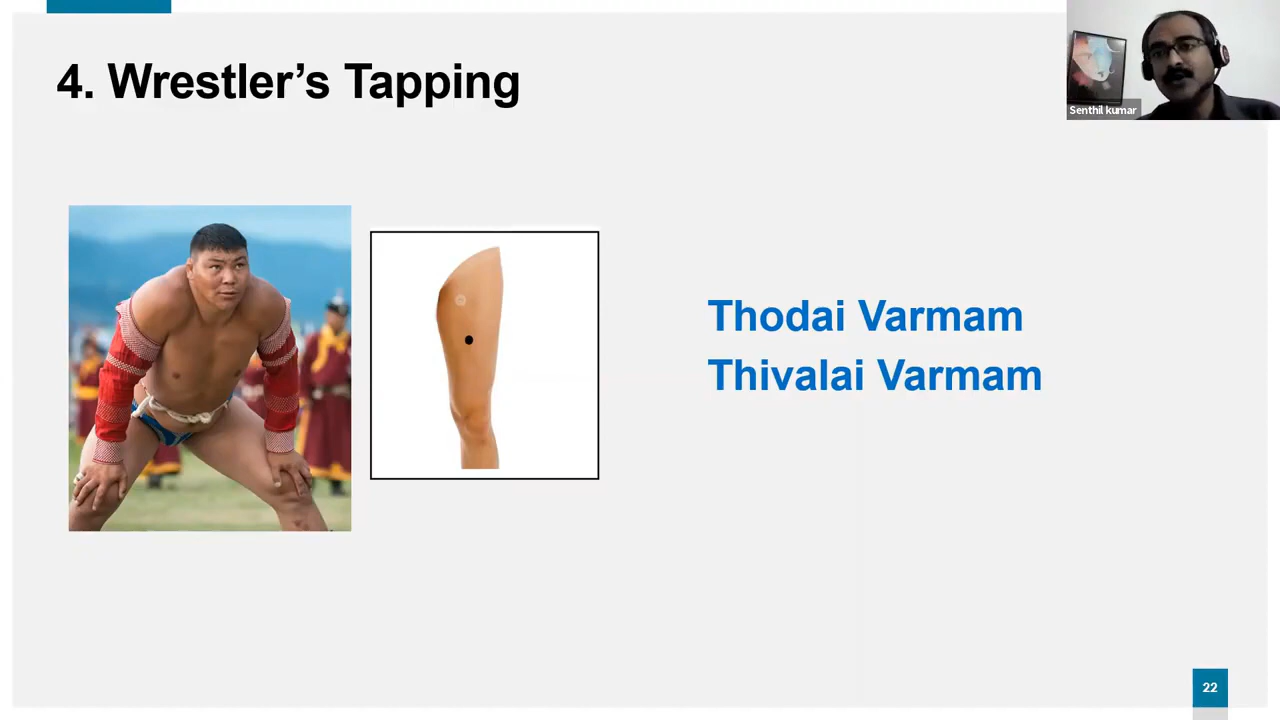 4. Wrestler's Tapping
Senthil kumar
Thodai Varmam
Thivalai Varmam
22